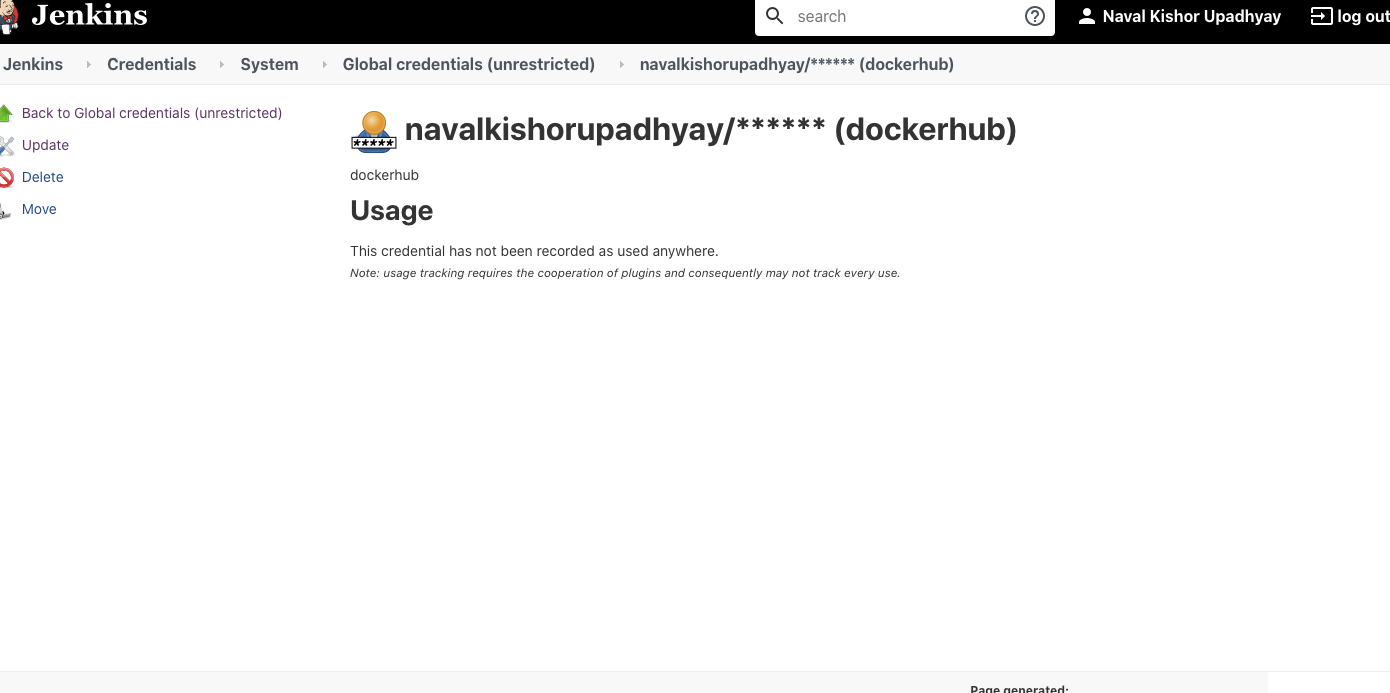 Jenkins
search
Naval Kishor Upadhyay
log out
Jenkins Credentials System Global credentials (unrestricted) navalkishorupadhyay/****** (dockerhub)
Back to Global credentials (unrestricted)
Update
Delete
Move
***** navalkishorupadhyay/****** (dockerhub)
dockerhub
Usage
This credential has not been recorded as used anywhere.
Note: usage tracking requires the cooperation of plugins and consequently may not track every use.
Page generated: